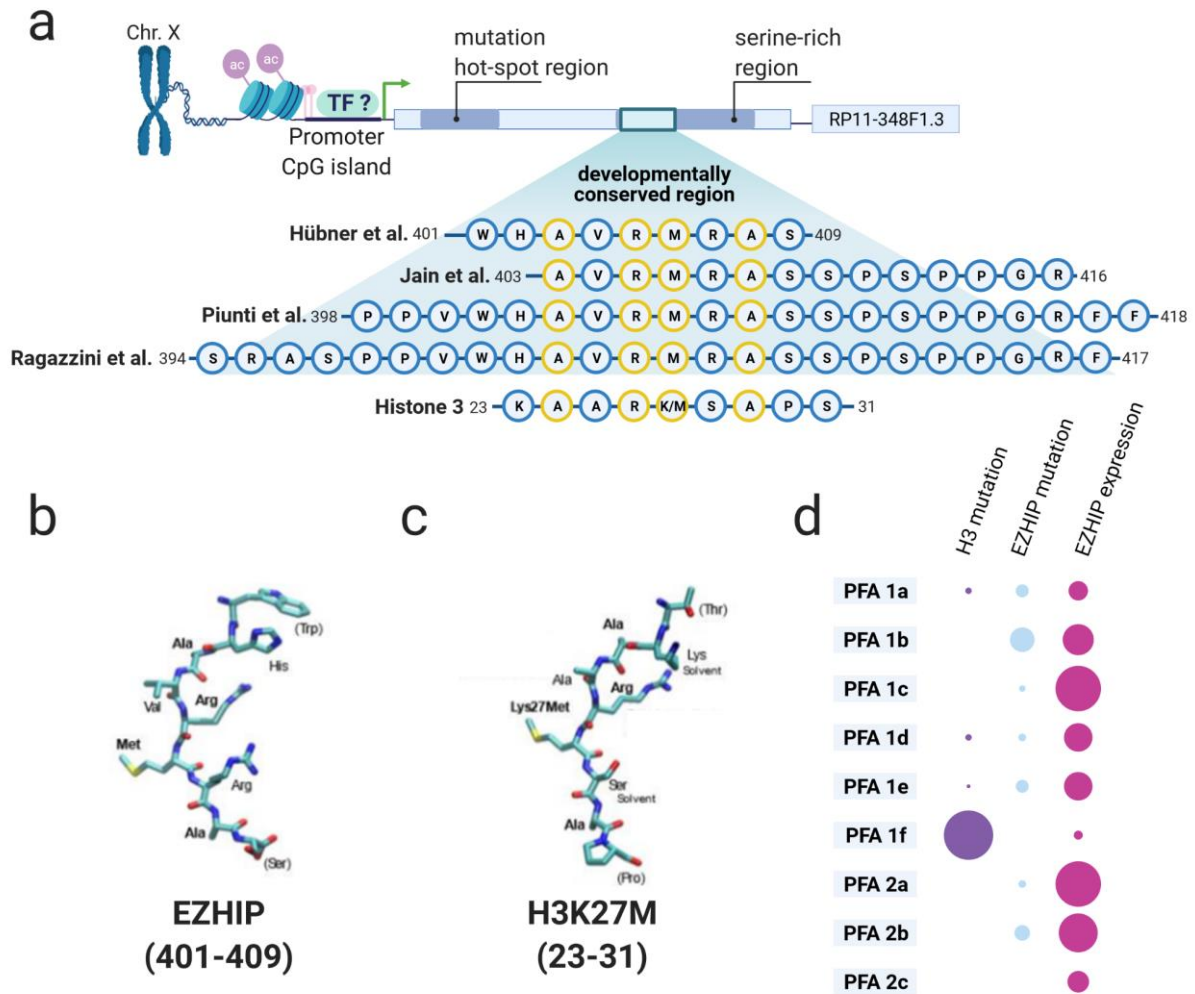 a
Chr. X
ac
ac
TF ?
Promoter
CpG island
mutation
hot-spot region
serine-rich
region
RP11-348F1.3
developmentally
conserved region
Hübner et al. 401 W H A V R M R A S 409
Jain et al. 403 A V R M R A S S P S P P G R 416
Piunti et al. 398 P P V W H A V R M R A S S P S P P G R F F 418
Ragazzini et al. 394 S R A S P P V W H A V R M R A S S P S P P G R F 417
Histone 3 23 K A A R K/M S A P S 31
b
(Trp)
Ala
His
Val
Arg
Met
Arg
Ala
(Ser)
EZHIP
(401-409)
c
(Thr)
Ala
Lys
Solvent
Ala
Arg
Lys27Met
Ser
Solvent
Ala
(Pro)
H3K27M
(23-31)
d
H3 mutation
EZHIP mutation
EZHIP expression
PFA 1a
PFA 1b
PFA 1c
PFA 1d
PFA 1e
PFA 1f
PFA 2a
PFA 2b
PFA 2c